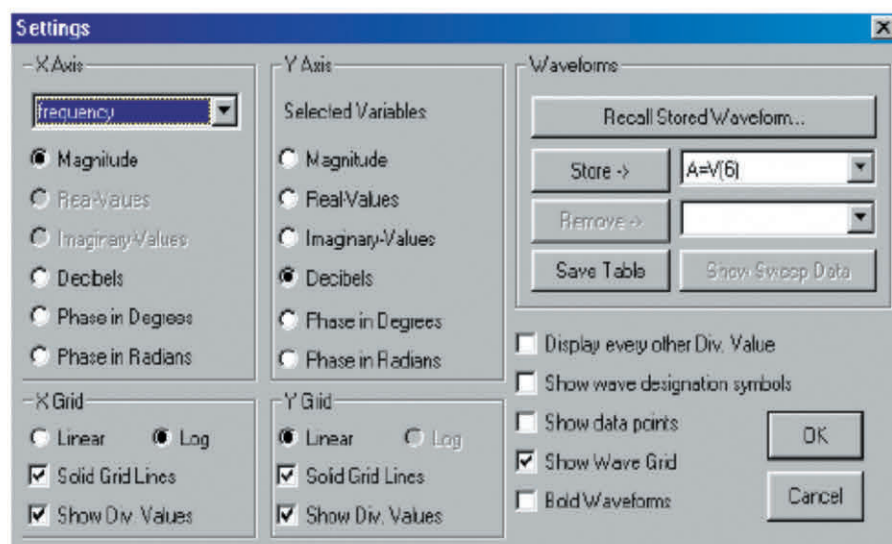 Settings
X Axis
frequency
Magnitude
Real-Values
Imaginary-Values
Decibels
Phase in Degrees
Phase in Radians
Y Axis
Selected Variables
Magnitude
Real-Values
Imaginary-Values
Decibels
Phase in Degrees
Phase in Radians
Waveforms
Recall Stored Waveform...
Store ->
A=V(6)
Remove ->
Save Table
Show Sweep Data
X Grid
Linear
Log
Solid Grid Lines
Show Div. Values
Y Grid
Linear
Log
Solid Grid Lines
Show Div. Values
Display every other Div. Value
Show wave designation symbols
Show data points
Show Wave Grid
Bold Waveforms
OK
Cancel